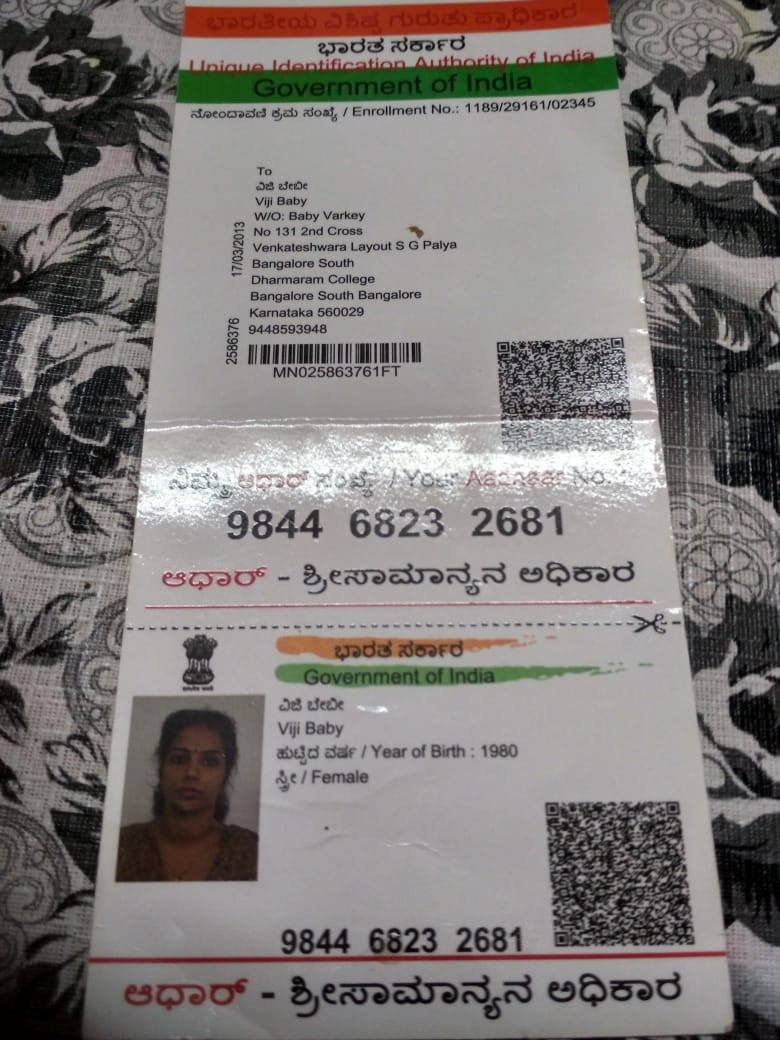 ಭಾರತೀಯ ವಿಶಿಷ್ಟ ಗುರುತು ಪ್ರಾಧಿಕಾರ
ಭಾರತ ಸರ್ಕಾರ
Unique Identification Authority of India
Government of India
ನೋಂದಾವಣೆ ಕ್ರಮ ಸಂಖ್ಯೆ / Enrollment No.: 1189/29161/02345
To
ವಿಜಿ ಬೇಬೀ
Viji Baby
W/O: Baby Varkey
No 131 2nd Cross
Venkateshwara Layout S G Palya
Bangalore South
Dharmaram College
Bangalore South Bangalore
Karnataka 560029
9448593948
17/03/2013
2586376
MN025863761FT
ನಿಮ್ಮ ಆಧಾರ್ ಸಂಖ್ಯೆ / Your Aadhaar No. :
9844 6823 2681
ಆಧಾರ್ - ಶ್ರೀಸಾಮಾನ್ಯನ ಅಧಿಕಾರ
ಭಾರತ ಸರ್ಕಾರ
Government of India
ವಿಜಿ ಬೇಬೀ
Viji Baby
ಹುಟ್ಟಿದ ವರ್ಷ / Year of Birth : 1980
ಸ್ತ್ರೀ / Female
9844 6823 2681
ಆಧಾರ್ - ಶ್ರೀಸಾಮಾನ್ಯನ ಅಧಿಕಾರ